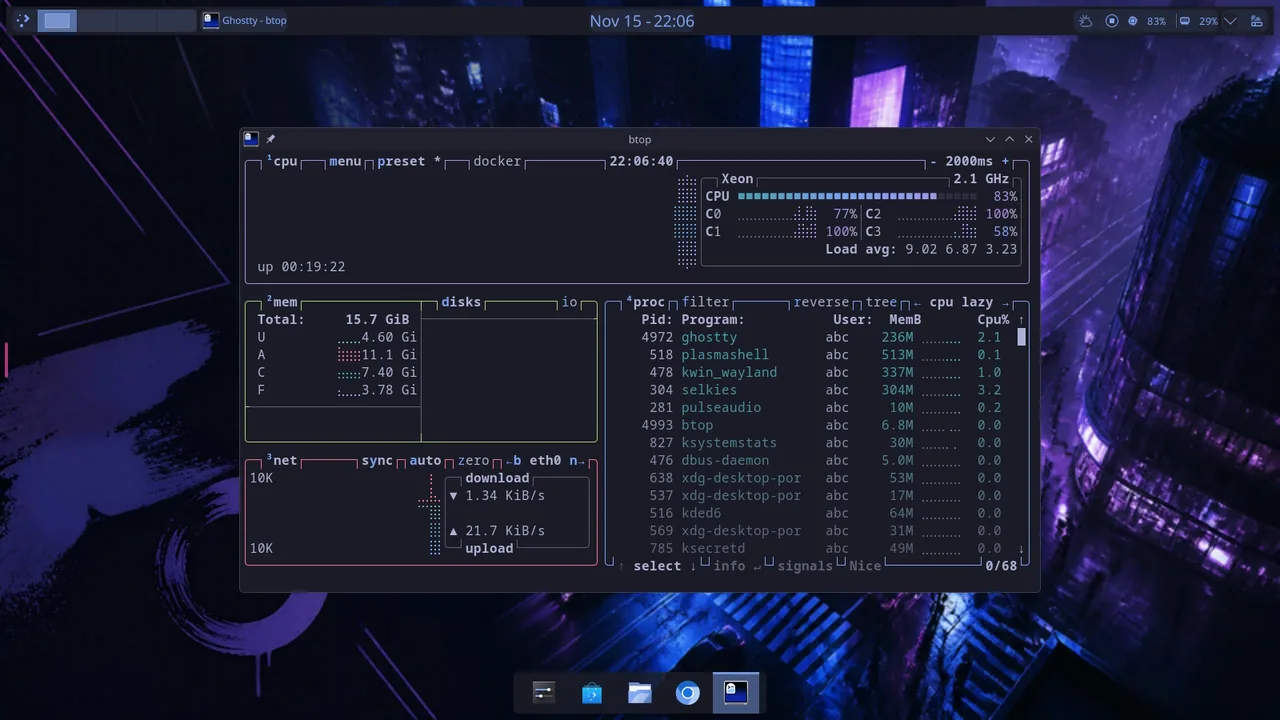 Ghostty - btop
Nov 15 - 22:06
83% 29%
btop
1cpu menu preset * docker 22:06:40 - 2000ms +
Xeon 2.1 GHz
CPU 83%
C0 77% C2 100%
C1 100% C3 58%
Load avg: 9.02 6.87 3.23
up 00:19:22
2mem disks io
Total: 15.7 GiB
U 4.60 Gi
A 11.1 Gi
C 7.40 Gi
F 3.78 Gi
3net sync auto zero ←b eth0 n→
10K download
▼ 1.34 KiB/s
▲ 21.7 KiB/s
10K upload
4proc filter reverse tree ← cpu lazy →
Pid: Program: User: MemB Cpu% ↑
4972 ghostty abc 236M 2.1
518 plasmashell abc 513M 0.1
478 kwin_wayland abc 337M 1.0
304 selkies abc 304M 3.2
281 pulseaudio abc 10M 0.2
4993 btop abc 6.8M 0.0
827 ksystemstats abc 30M 0.0
476 dbus-daemon abc 5.0M 0.0
638 xdg-desktop-por abc 53M 0.0
537 xdg-desktop-por abc 17M 0.0
516 kded6 abc 64M 0.0
569 xdg-desktop-por abc 31M 0.0
785 ksecretd abc 49M 0.0 ↓
↑ select ↓ info ↵ signals Nice 0/68